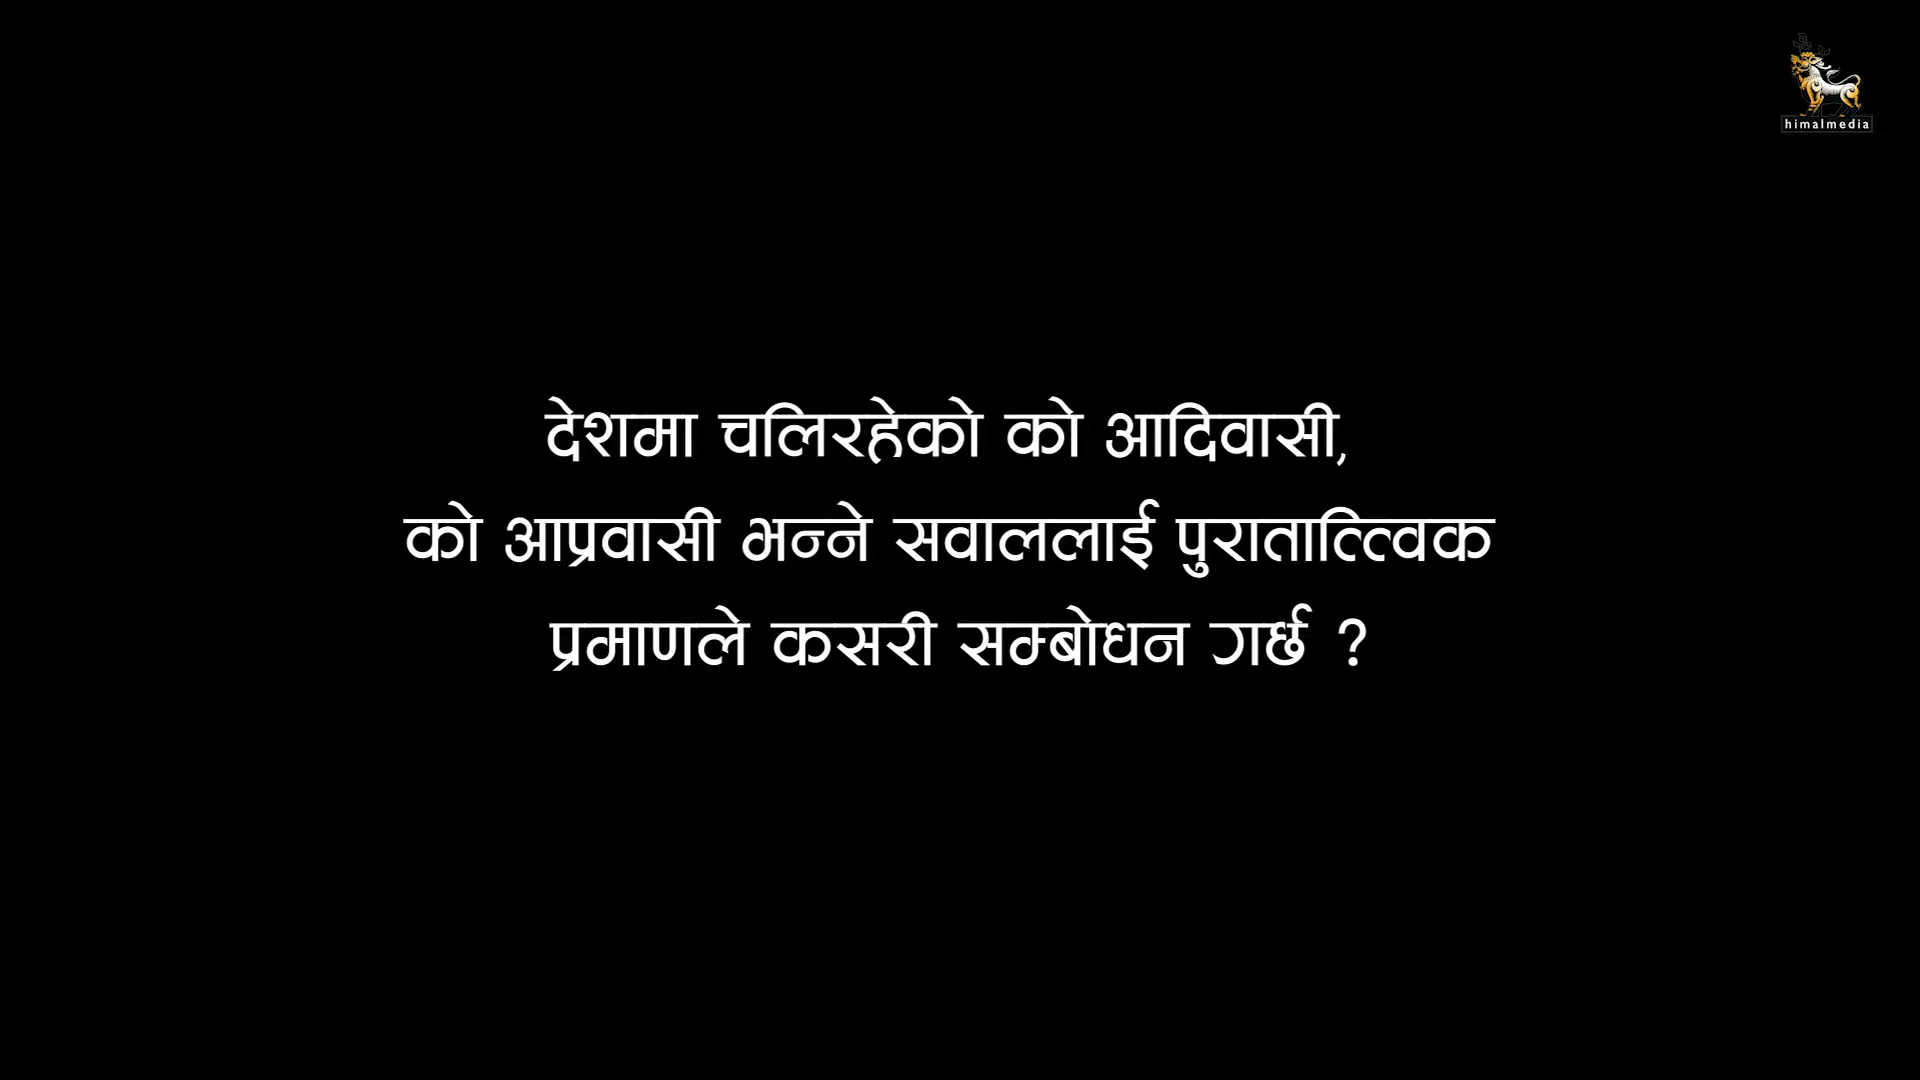 himalmedia
देशमा चलिरहेको को आदिवासी,
को आप्रवासी भन्ने सवाललाई पुरातात्त्विक
प्रमाणले कसरी सम्बोधन गर्छ ?